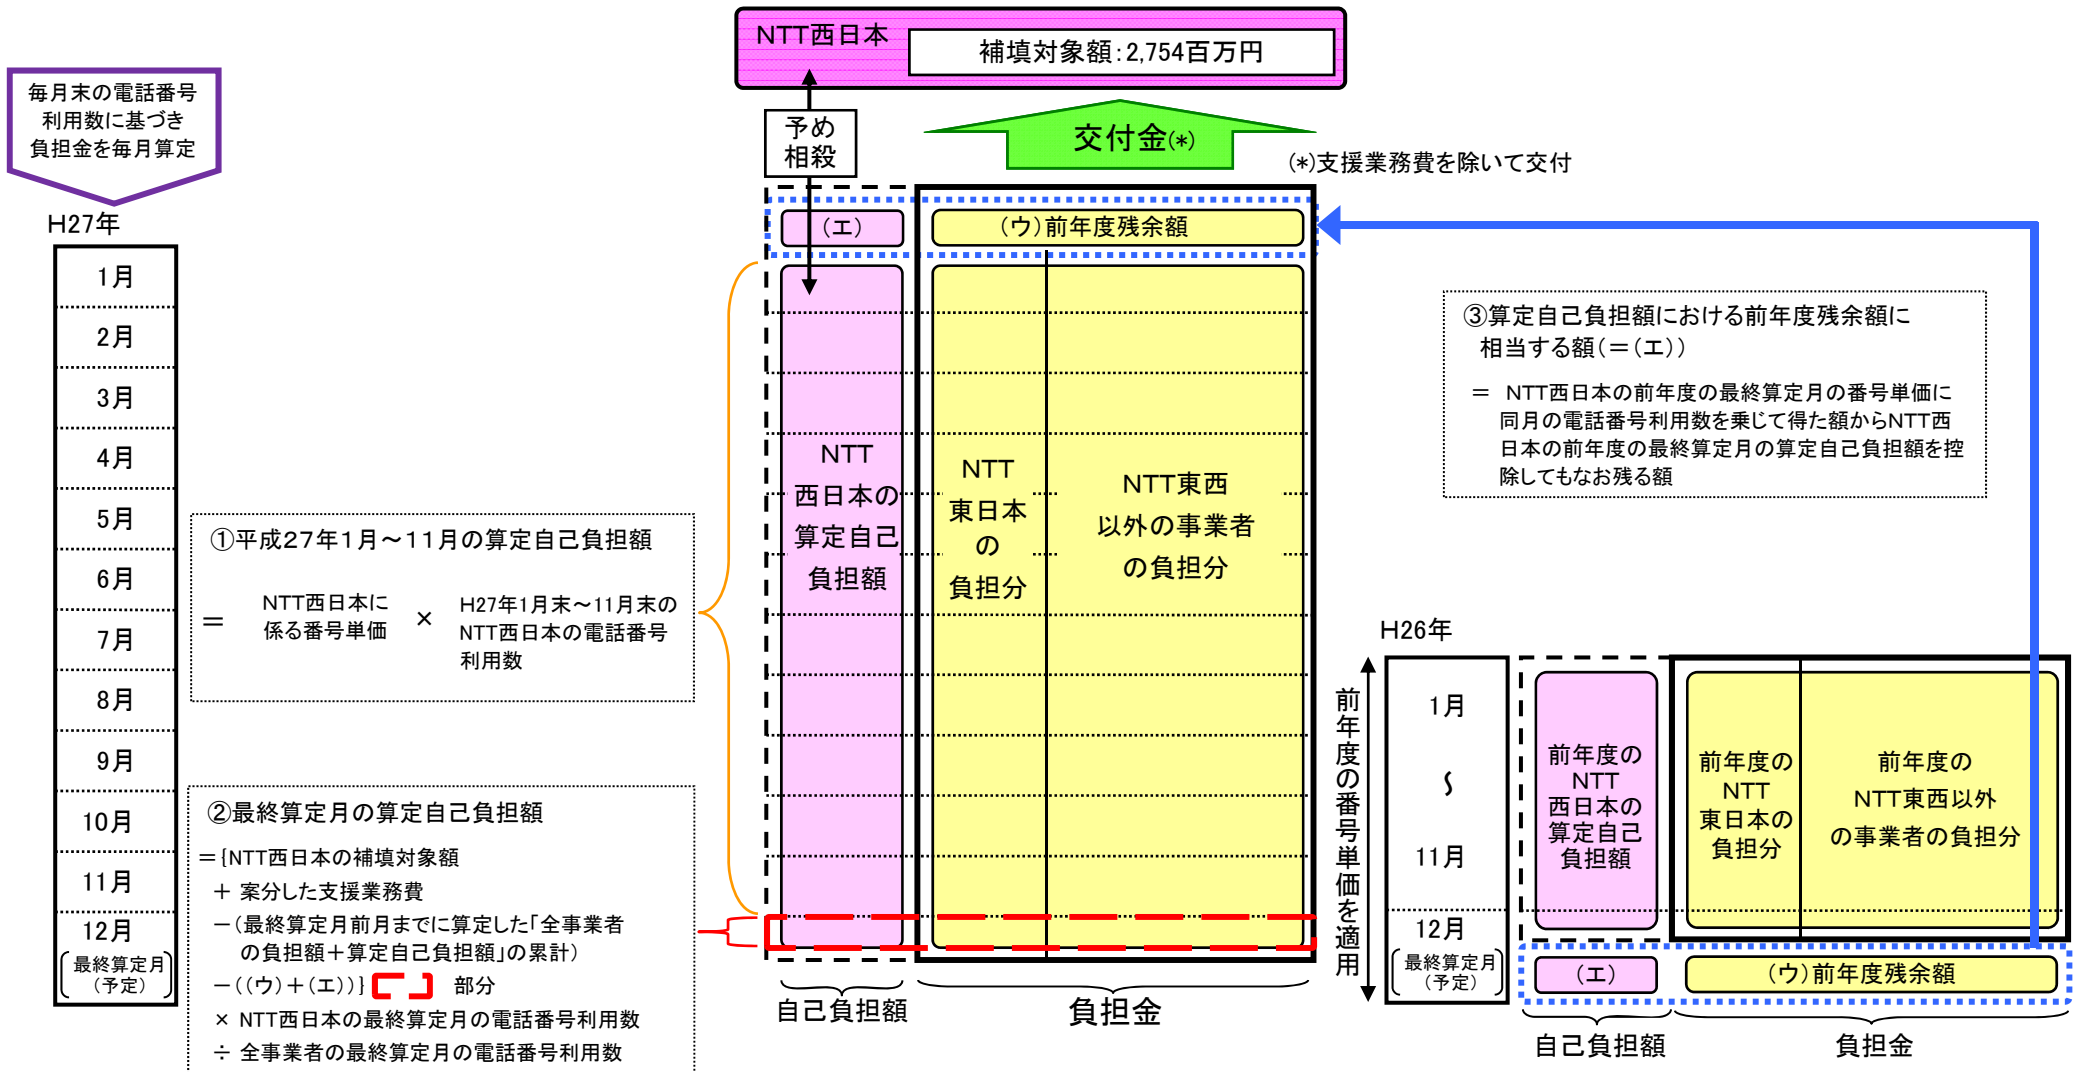 NTT西日本
補填対象額：2,754百万円
毎月末の電話番号
利用数に基づき
負担金を毎月算定
予め
相殺
交付金(*)
(*)支援業務費を除いて交付
H27年
1月
2月
3月
4月
5月
6月
7月
8月
9月
10月
11月
12月
最終算定月
（予定）
（エ）
（ウ）前年度残余額
NTT
西日本の
算定自己
負担額
NTT
東日本
の
負担分
NTT東西
以外の事業者
の負担分
①平成27年1月～11月の算定自己負担額
＝
NTT西日本に
係る番号単価
×
H27年1月末～11月末の
NTT西日本の電話番号
利用数
②最終算定月の算定自己負担額
＝{NTT西日本の補填対象額
＋ 案分した支援業務費
－（最終算定月前月までに算定した「全事業者
の負担額＋算定自己負担額」の累計）
－（（ウ）＋（エ））} 部分
× NTT西日本の最終算定月の電話番号利用数
÷ 全事業者の最終算定月の電話番号利用数
自己負担額
負担金
③算定自己負担額における前年度残余額に
相当する額（＝（エ））
＝ NTT西日本の前年度の最終算定月の番号単価に
同月の電話番号利用数を乗じて得た額からNTT西
日本の前年度の最終算定月の算定自己負担額を控
除してもなお残る額
H26年
前年度の番号単価を適用
1月
～
11月
12月
最終算定月
（予定）
前年度の
NTT
西日本の
算定自己
負担額
前年度の
NTT
東日本の
負担分
前年度の
NTT東西以外
の事業者の負担分
（エ）
（ウ）前年度残余額
自己負担額
負担金